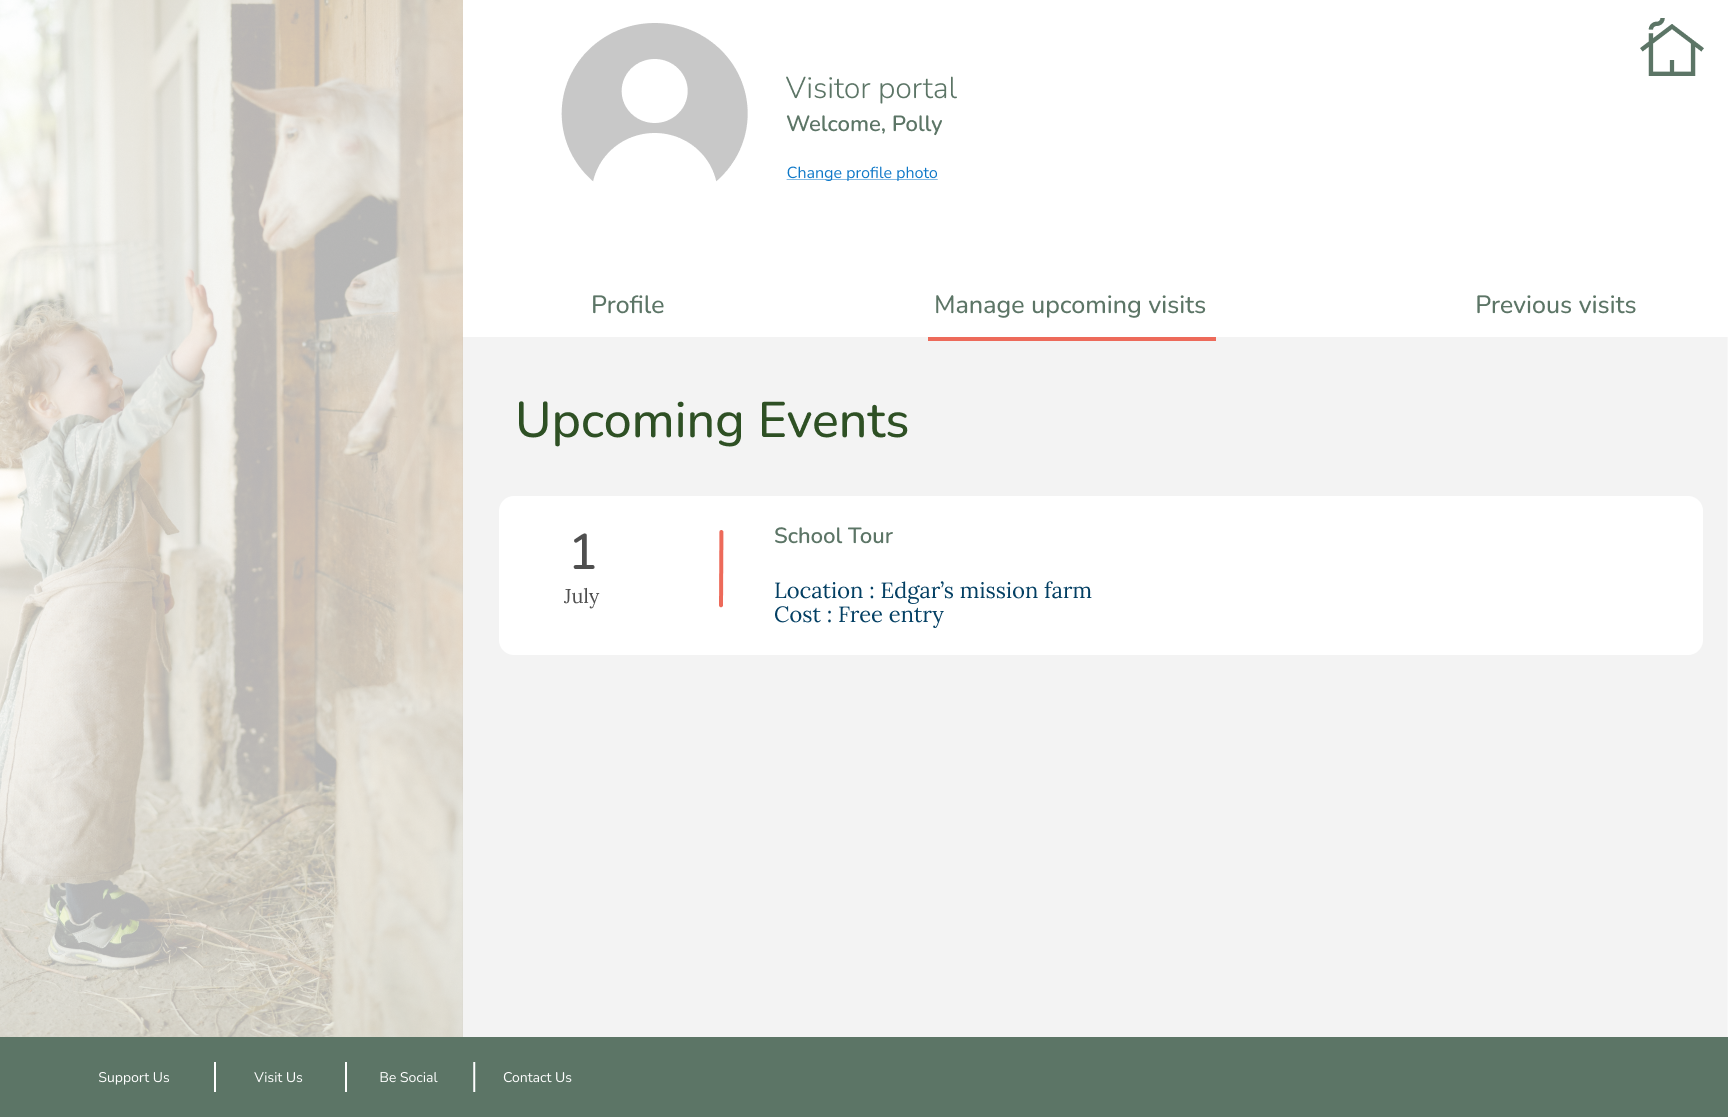 Visitor portal
Welcome, Polly
Change profile photo
Profile
Manage upcoming visits
Previous visits
Upcoming Events
1
July
School Tour
Location : Edgar’s mission farm
Cost : Free entry
Support Us
Visit Us
Be Social
Contact Us